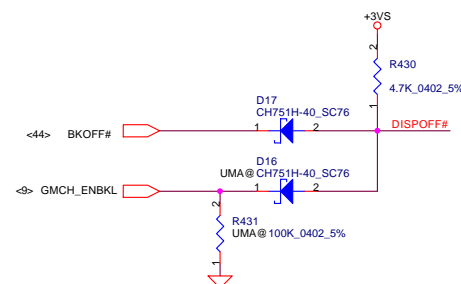 +3VS
2
R430
4.7K_0402_5%
1
D17
CH751H-40_SC76
<44> BKOFF# 1 2 DISPOFF#
D16
UMA@ CH751H-40_SC76
<9> GMCH_ENBKL 1 2
2
R431
UMA@ 100K_0402_5%
1